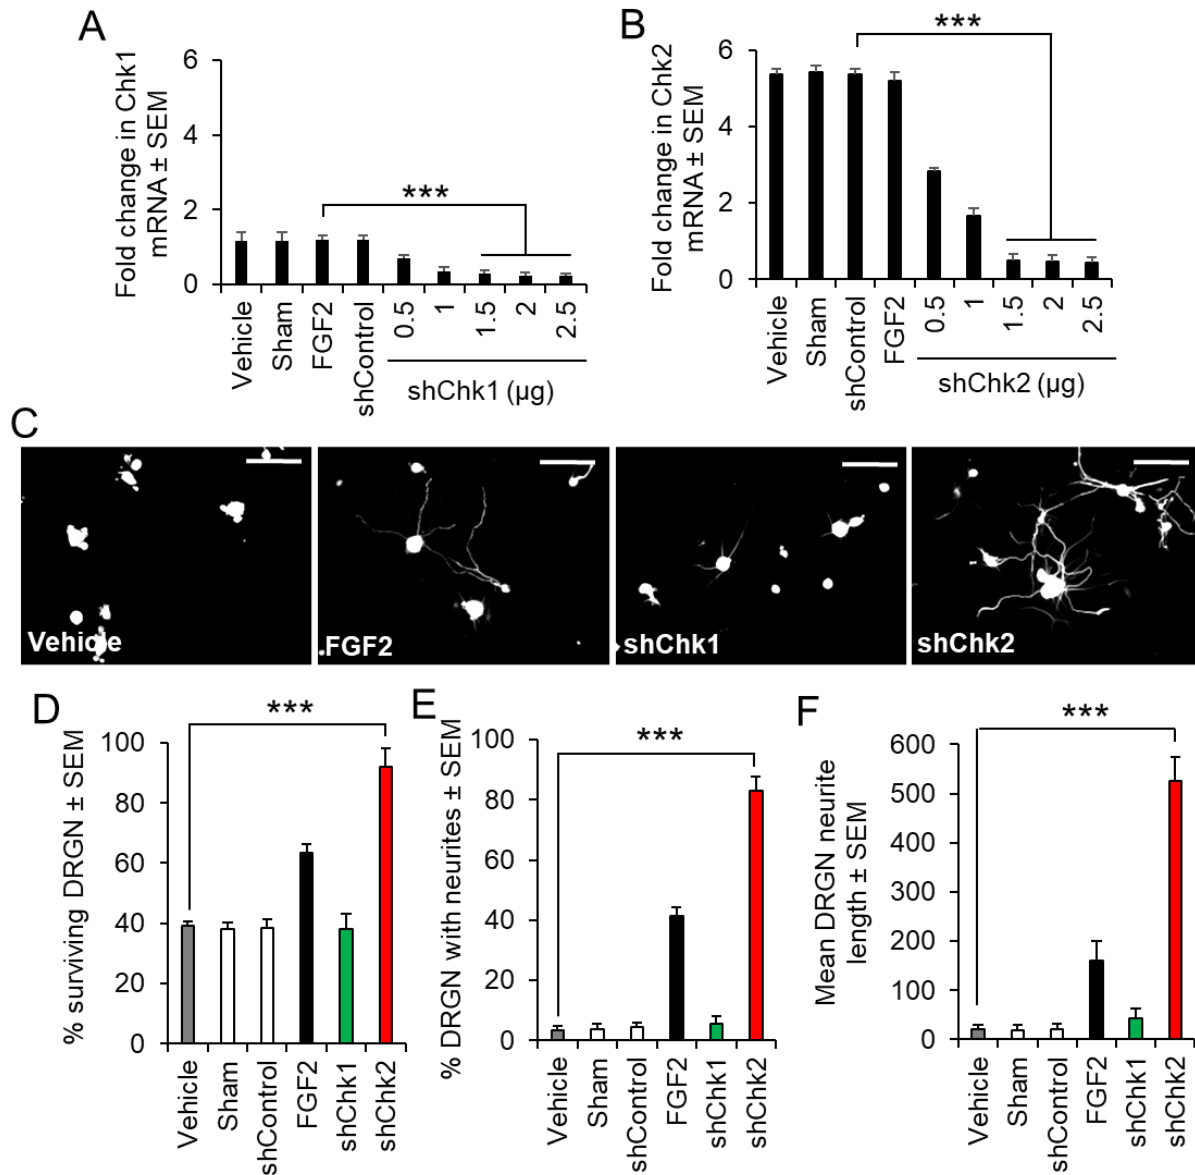 A
Fold change in Chk1
mRNA ± SEM
6
4
2
0
***
Vehicle
Sham
FGF2
shControl
0.5
1
1.5
2
2.5
shChk1 (µg)
B
Fold change in Chk2
mRNA ± SEM
6
4
2
0
***
Vehicle
Sham
shControl
FGF2
0.5
1
1.5
2
2.5
shChk2 (µg)
C
Vehicle
FGF2
shChk1
shChk2
D
% surviving DRGN ± SEM
100
80
60
40
20
0
***
Vehicle
Sham
shControl
FGF2
shChk1
shChk2
E
% DRGN with neurites ± SEM
100
80
60
40
20
0
***
Vehicle
Sham
shControl
FGF2
shChk1
shChk2
F
Mean DRGN neurite
length ± SEM
600
500
400
300
200
100
0
***
Vehicle
Sham
shControl
FGF2
shChk1
shChk2